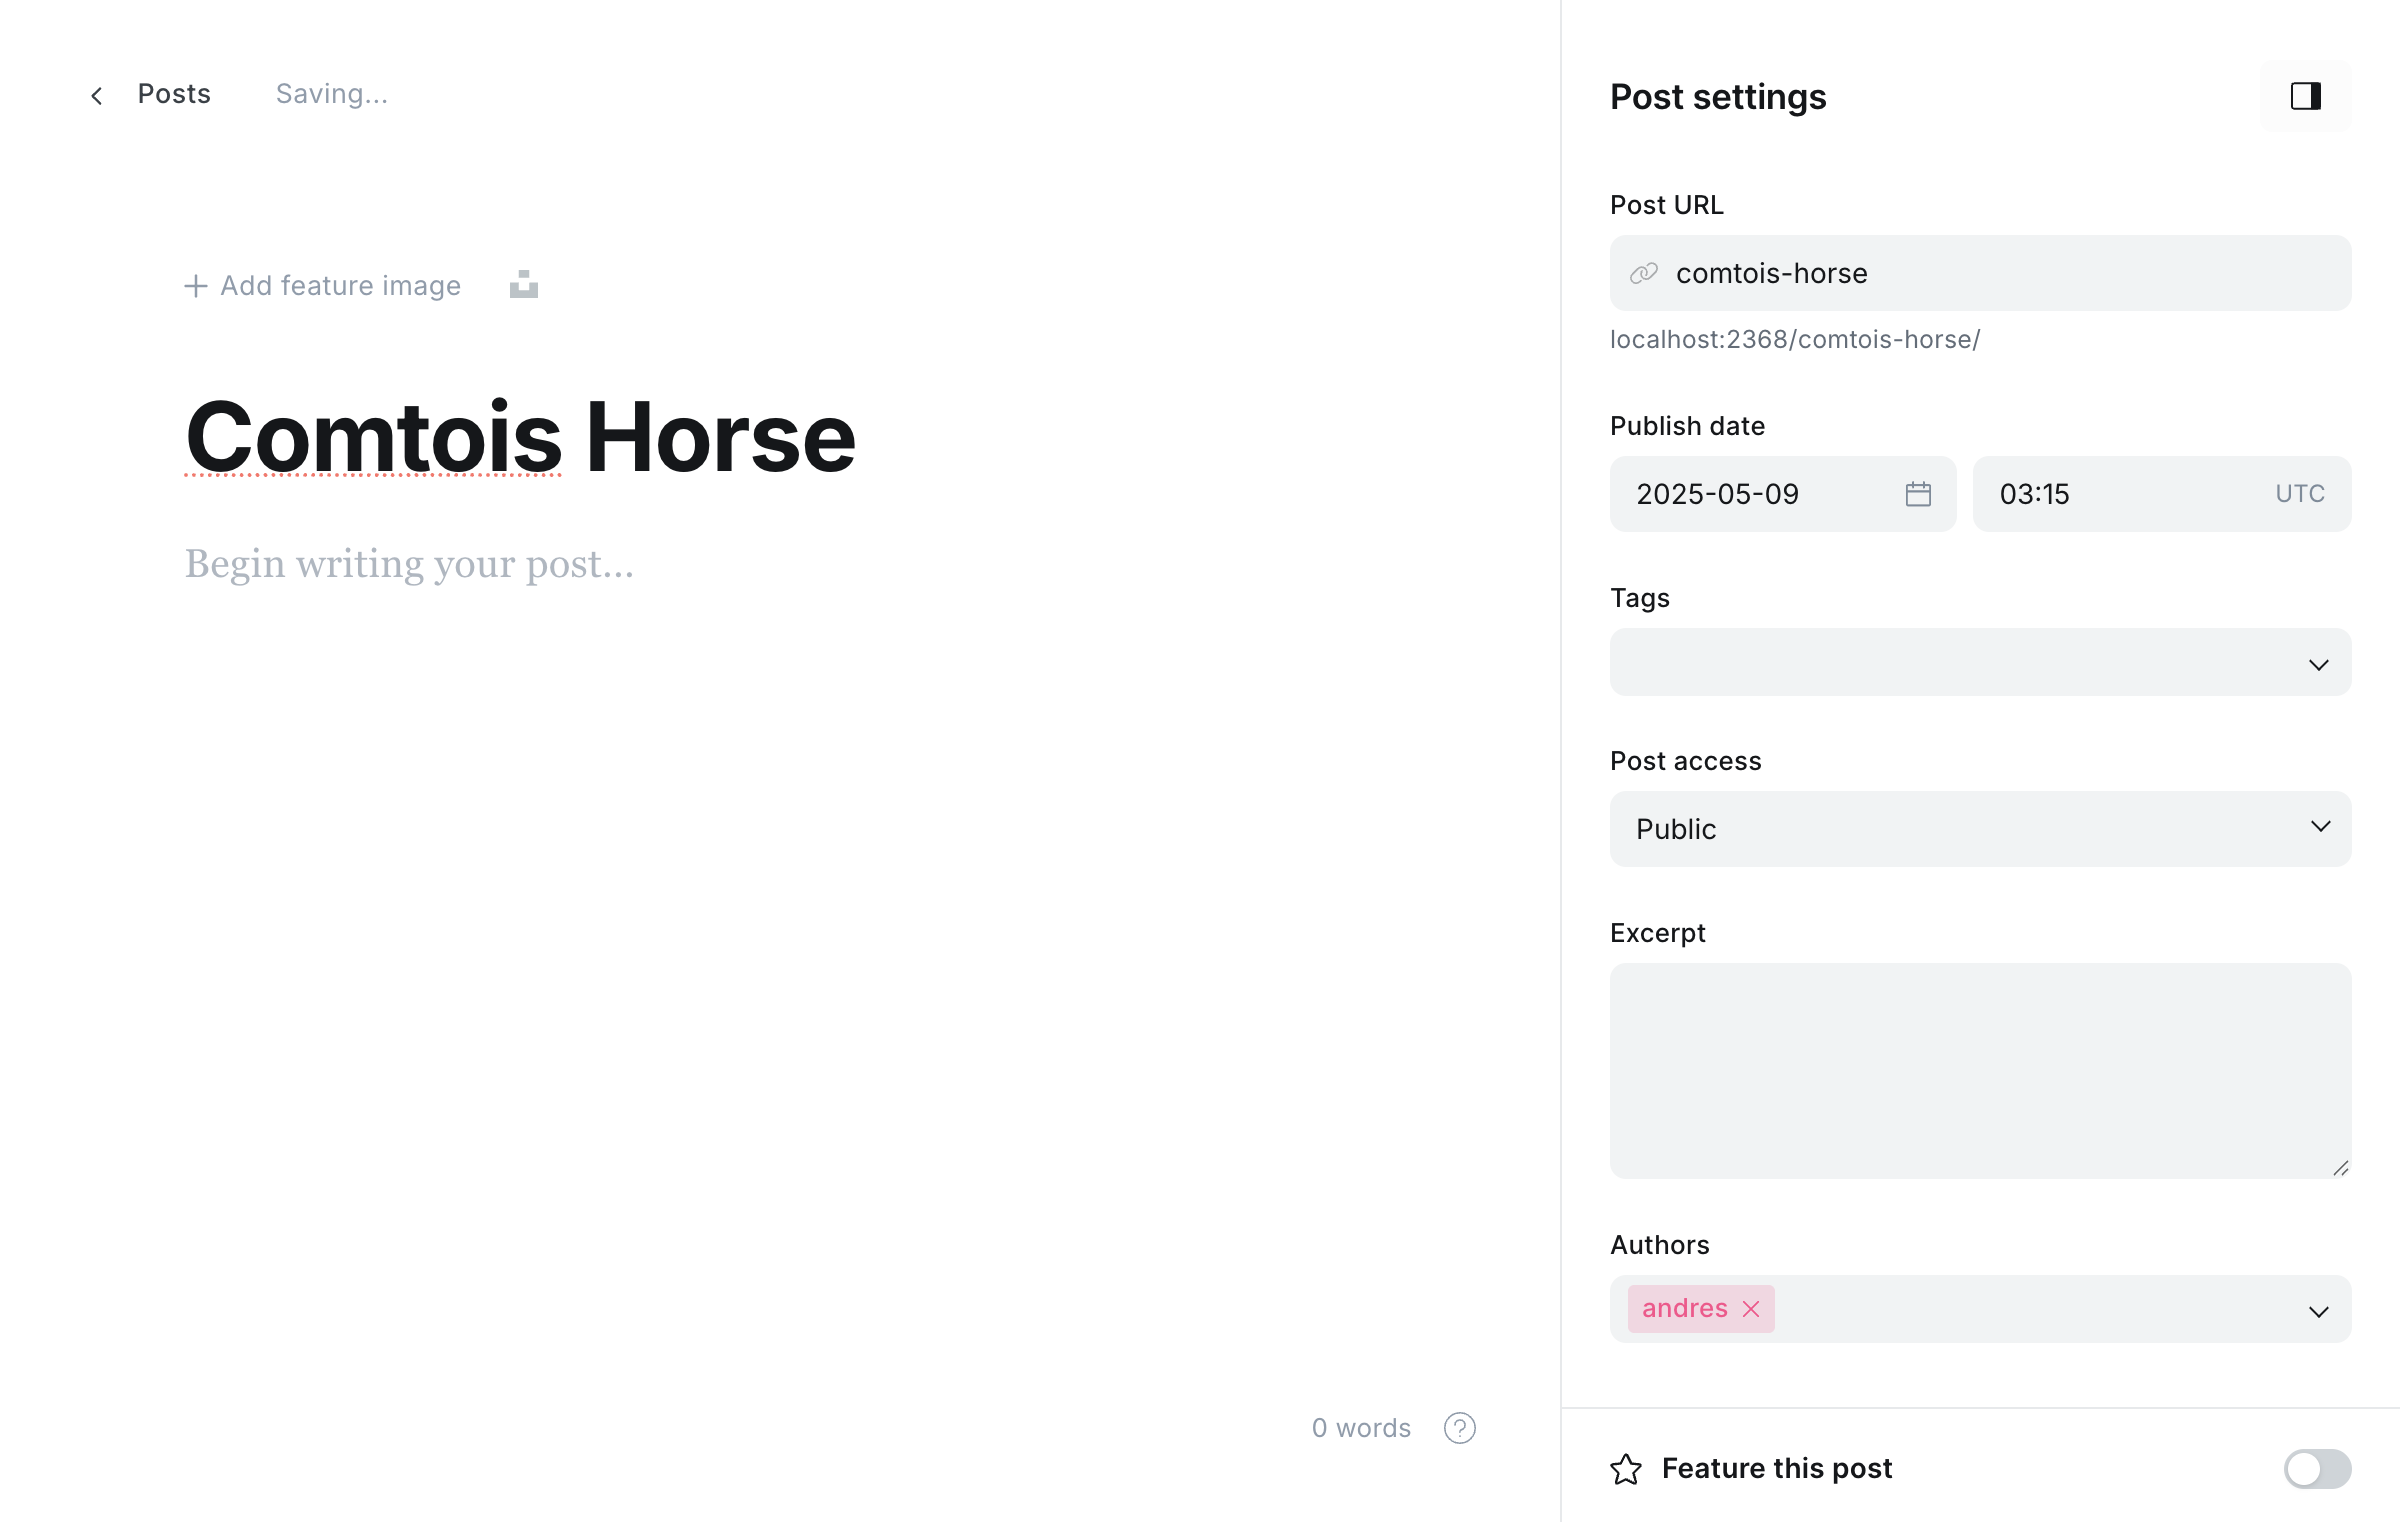 Posts Saving...
Add feature image
Comtois Horse
Begin writing your post...
0 words
Post settings
Post URL
comtois-horse
localhost:2368/comtois-horse/
Publish date
2025-05-09 03:15 UTC
Tags
Post access
Public
Excerpt
Authors
andres
Feature this post